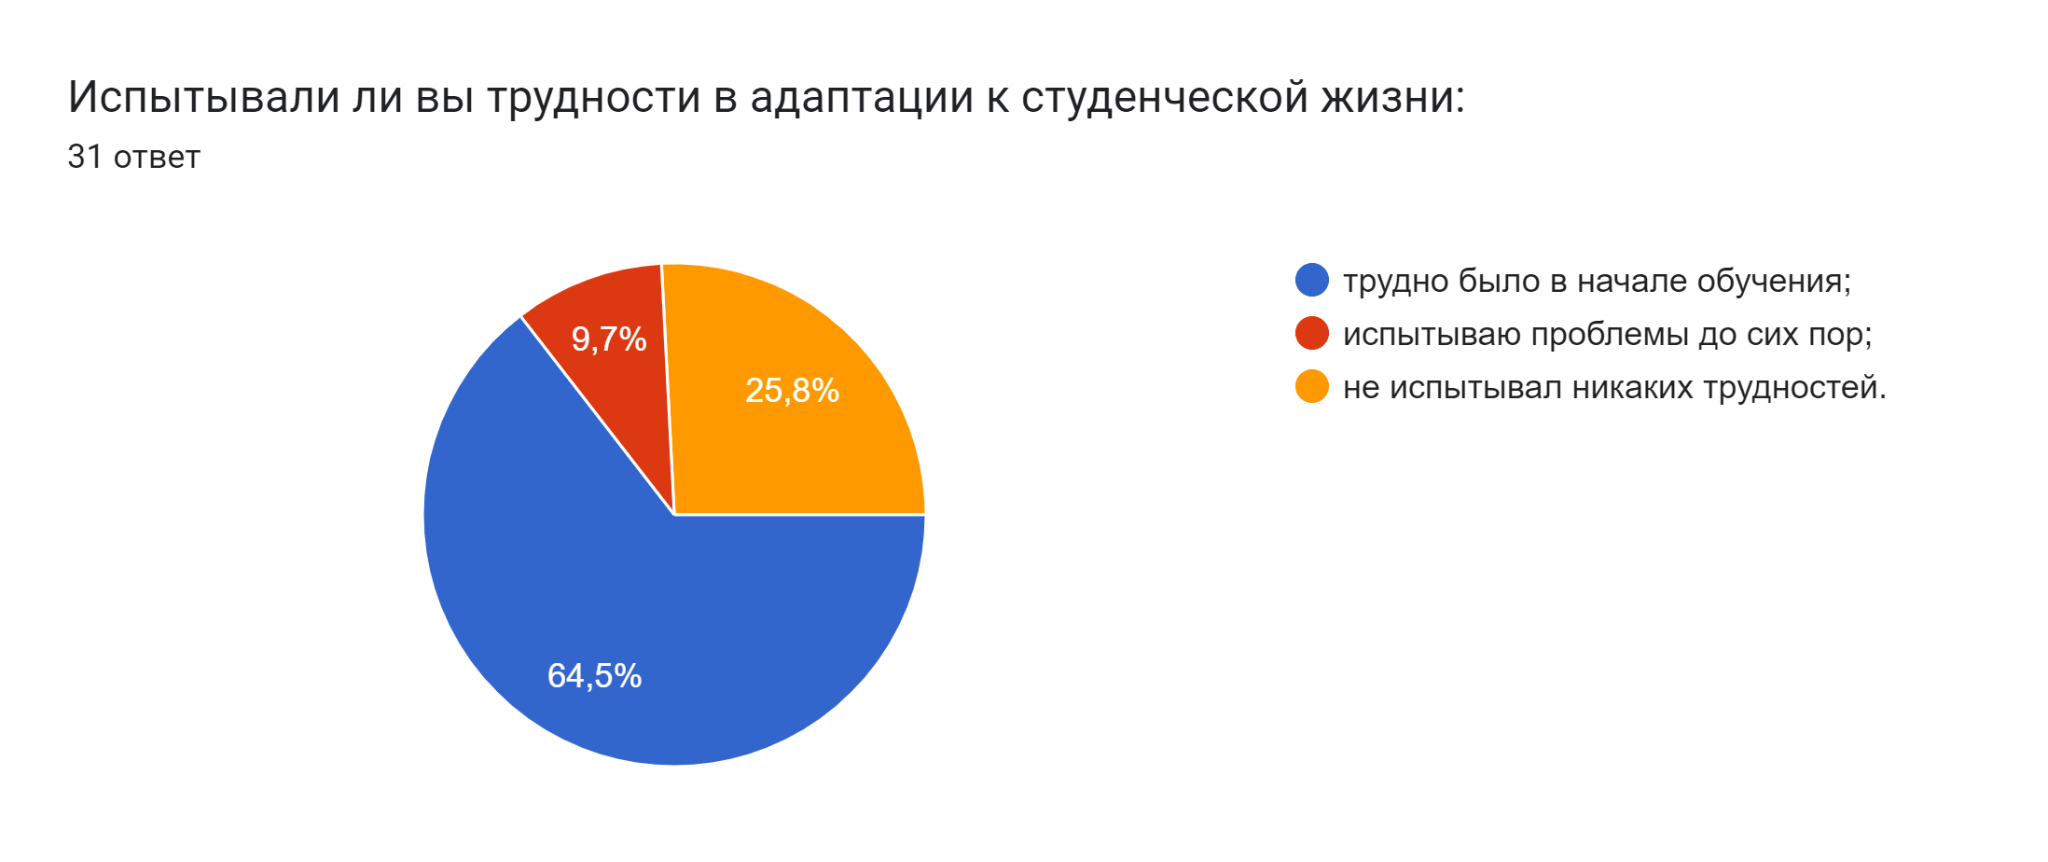 Испытывали ли вы трудности в адаптации к студенческой жизни:
31 ответ
трудно было в начале обучения;
испытываю проблемы до сих пор;
не испытывал никаких трудностей.
9,7%
25,8%
64,5%